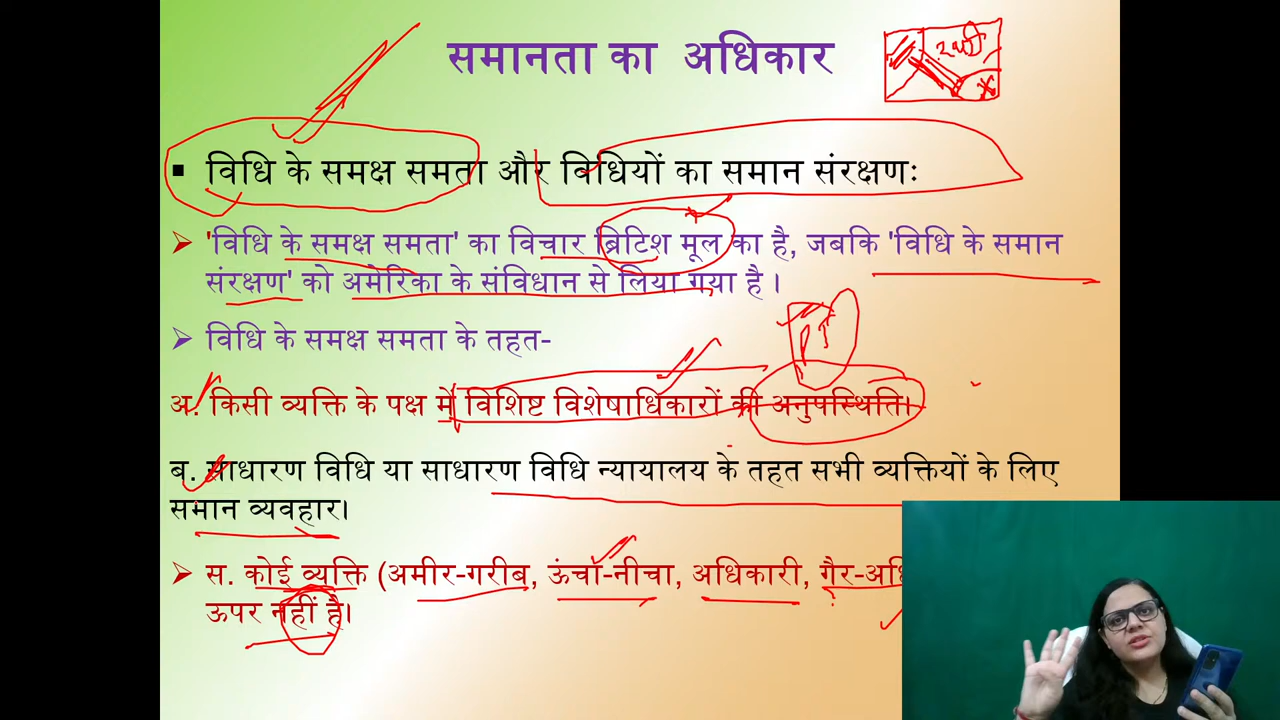 समानता का अधिकार
▪ विधि के समक्ष समता और विधियों का समान संरक्षणः
➢ 'विधि के समक्ष समता' का विचार ब्रिटिश मूल का है, जबकि 'विधि के समान
संरक्षण' को अमेरिका के संविधान से लिया गया है ।
➢ विधि के समक्ष समता के तहत-
अ. किसी व्यक्ति के पक्ष में विशिष्ट विशेषाधिकारों की अनुपस्थिति।
ब. साधारण विधि या साधारण विधि न्यायालय के तहत सभी व्यक्तियों के लिए
समान व्यवहार।
➢ स. कोई व्यक्ति (अमीर-गरीब, ऊंचा-नीचा, अधिकारी,
ऊपर नहीं है।